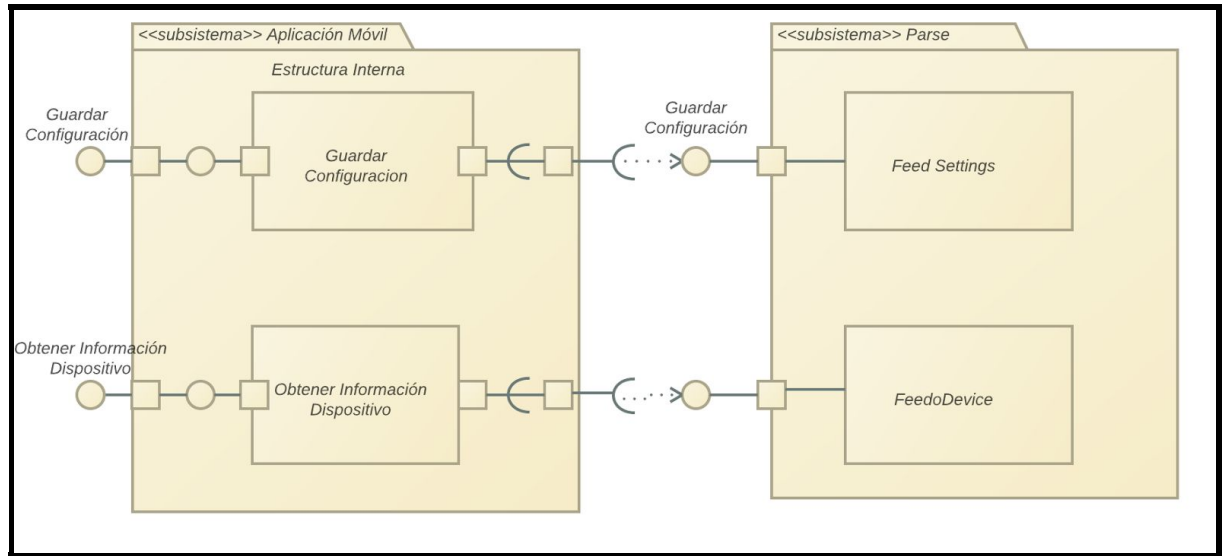 <<subsistema>> Aplicación Móvil
<<subsistema>> Parse
Estructura Interna
Guardar
Configuración
Guardar
Configuracion
Guardar
Configuración
Feed Settings
Obtener Información
Dispositivo
Obtener Información
Dispositivo
FeedoDevice